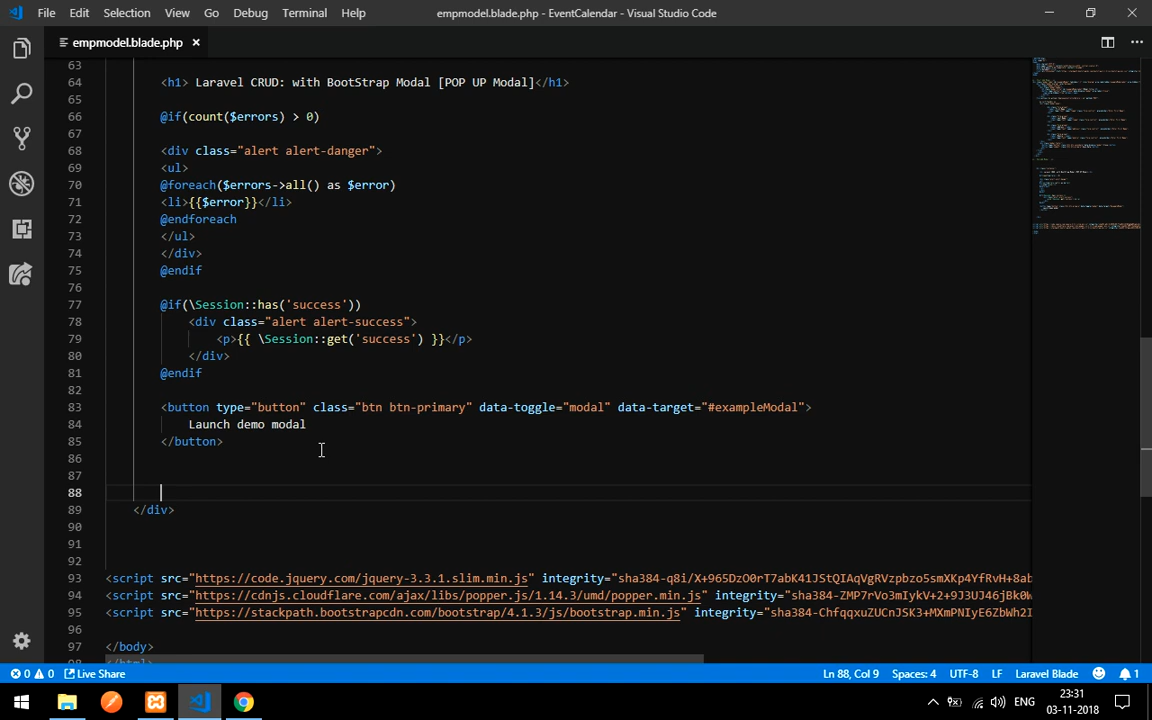 File Edit Selection View Go Debug Terminal Help empmodel.blade.php - EventCalendar - Visual Studio Code
empmodel.blade.php
63
64 <h1> Laravel CRUD: with BootStrap Modal [POP UP Modal]</h1>
65
66 @if(count($errors) > 0)
67
68 <div class="alert alert-danger">
69 <ul>
70 @foreach($errors->all() as $error)
71 <li>{{$error}}</li>
72 @endforeach
73 </ul>
74 </div>
75 @endif
76
77 @if(\Session::has('success'))
78 <div class="alert alert-success">
79 <p>{{ \Session::get('success') }}</p>
80 </div>
81 @endif
82
83 <button type="button" class="btn btn-primary" data-toggle="modal" data-target="#exampleModal">
84 Launch demo modal
85 </button>
86
87
88
89 </div>
90
91
92
93 <script src="https://code.jquery.com/jquery-3.3.1.slim.min.js" integrity="sha384-q8i/X+965DzO0rT7abK41JStQIAqVgRVzpbzo5smXKp4YfRvH+8ab
94 <script src="https://cdnjs.cloudflare.com/ajax/libs/popper.js/1.14.3/umd/popper.min.js" integrity="sha384-ZMP7rVo3mIykV+2+9J3UJ46jBk0W
95 <script src="https://stackpath.bootstrapcdn.com/bootstrap/4.1.3/js/bootstrap.min.js" integrity="sha384-ChfqqxuZUCnJSK3+MXmPNIyE6ZbWh2I
96
97 </body>
98 </html>
0 0 Live Share Ln 88, Col 9 Spaces: 4 UTF-8 LF Laravel Blade 1
ENG 23:31
03-11-2018